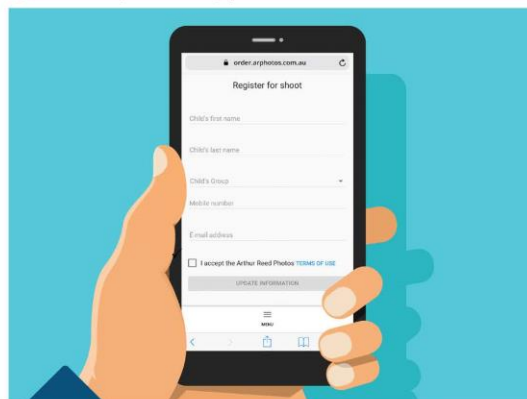 order.arphotos.com.au
Register for shoot
Child's first name
Child's last name
Child's Group
Mobile number
E-mail address
I accept the Arthur Reed Photos TERMS OF USE
UPDATE INFORMATION
MENU